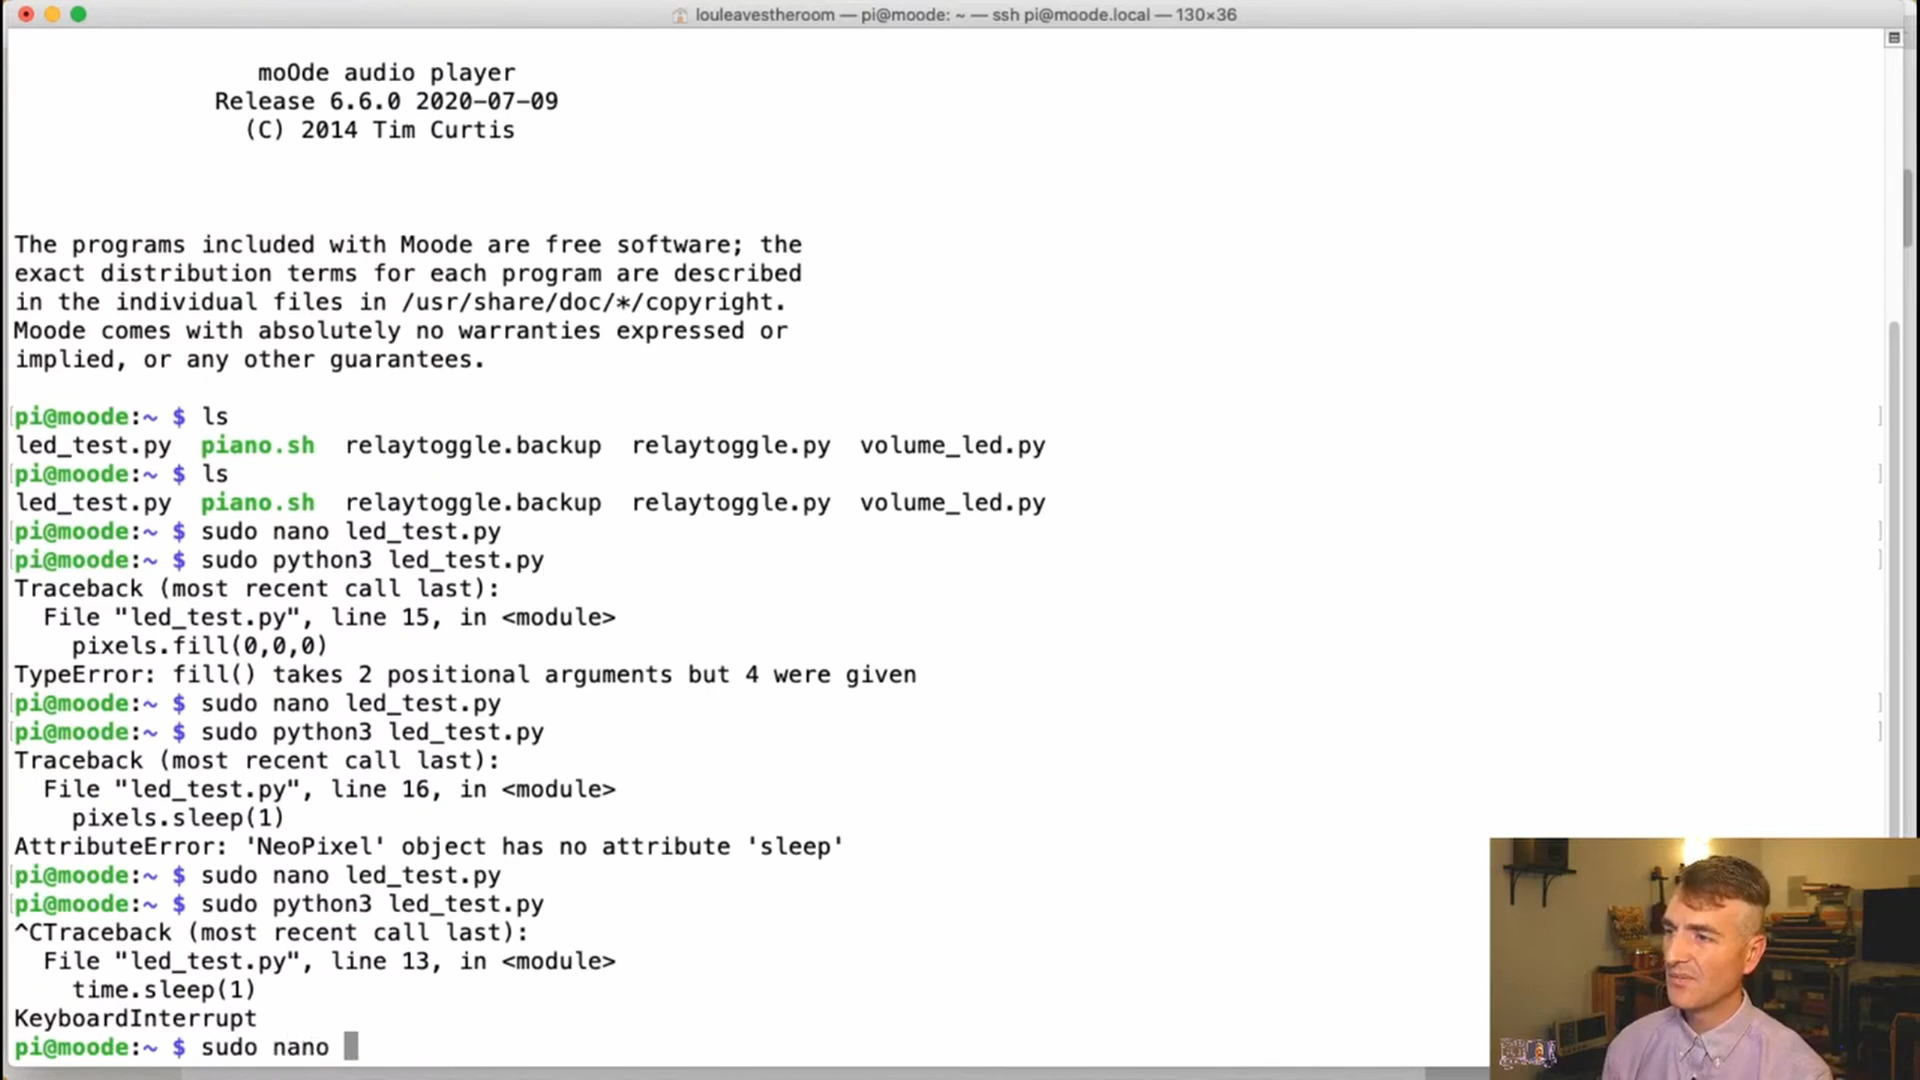 louleavestheroom — pi@moode: ~ — ssh pi@moode.local — 130×36
moOde audio player
Release 6.6.0 2020-07-09
(C) 2014 Tim Curtis
The programs included with Moode are free software; the
exact distribution terms for each program are described
in the individual files in /usr/share/doc/*/copyright.
Moode comes with absolutely no warranties expressed or
implied, or any other guarantees.
pi@moode:~ $ ls
led_test.py  piano.sh  relaytoggle.backup  relaytoggle.py  volume_led.py
pi@moode:~ $ ls
led_test.py  piano.sh  relaytoggle.backup  relaytoggle.py  volume_led.py
pi@moode:~ $ sudo nano led_test.py
pi@moode:~ $ sudo python3 led_test.py
Traceback (most recent call last):
  File "led_test.py", line 15, in <module>
    pixels.fill(0,0,0)
TypeError: fill() takes 2 positional arguments but 4 were given
pi@moode:~ $ sudo nano led_test.py
pi@moode:~ $ sudo python3 led_test.py
Traceback (most recent call last):
  File "led_test.py", line 16, in <module>
    pixels.sleep(1)
AttributeError: 'NeoPixel' object has no attribute 'sleep'
pi@moode:~ $ sudo nano led_test.py
pi@moode:~ $ sudo python3 led_test.py
^CTraceback (most recent call last):
  File "led_test.py", line 13, in <module>
    time.sleep(1)
KeyboardInterrupt
pi@moode:~ $ sudo nano